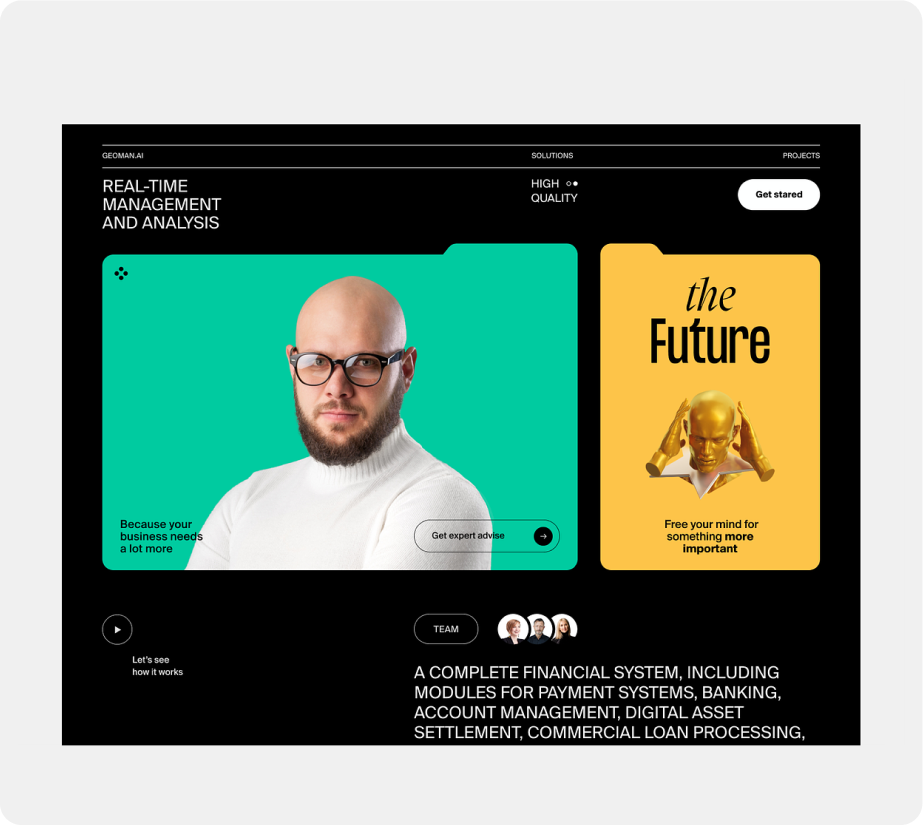 GEOMAN.AI
SOLUTIONS
PROJECTS
REAL-TIME
MANAGEMENT
AND ANALYSIS
HIGH
QUALITY
Get stared
the
Future
Because your
business needs
a lot more
Get expert advise
Free your mind for
something more
important
Let's see
how it works
TEAM
A COMPLETE FINANCIAL SYSTEM, INCLUDING
MODULES FOR PAYMENT SYSTEMS, BANKING,
ACCOUNT MANAGEMENT, DIGITAL ASSET
SETTLEMENT, COMMERCIAL LOAN PROCESSING,